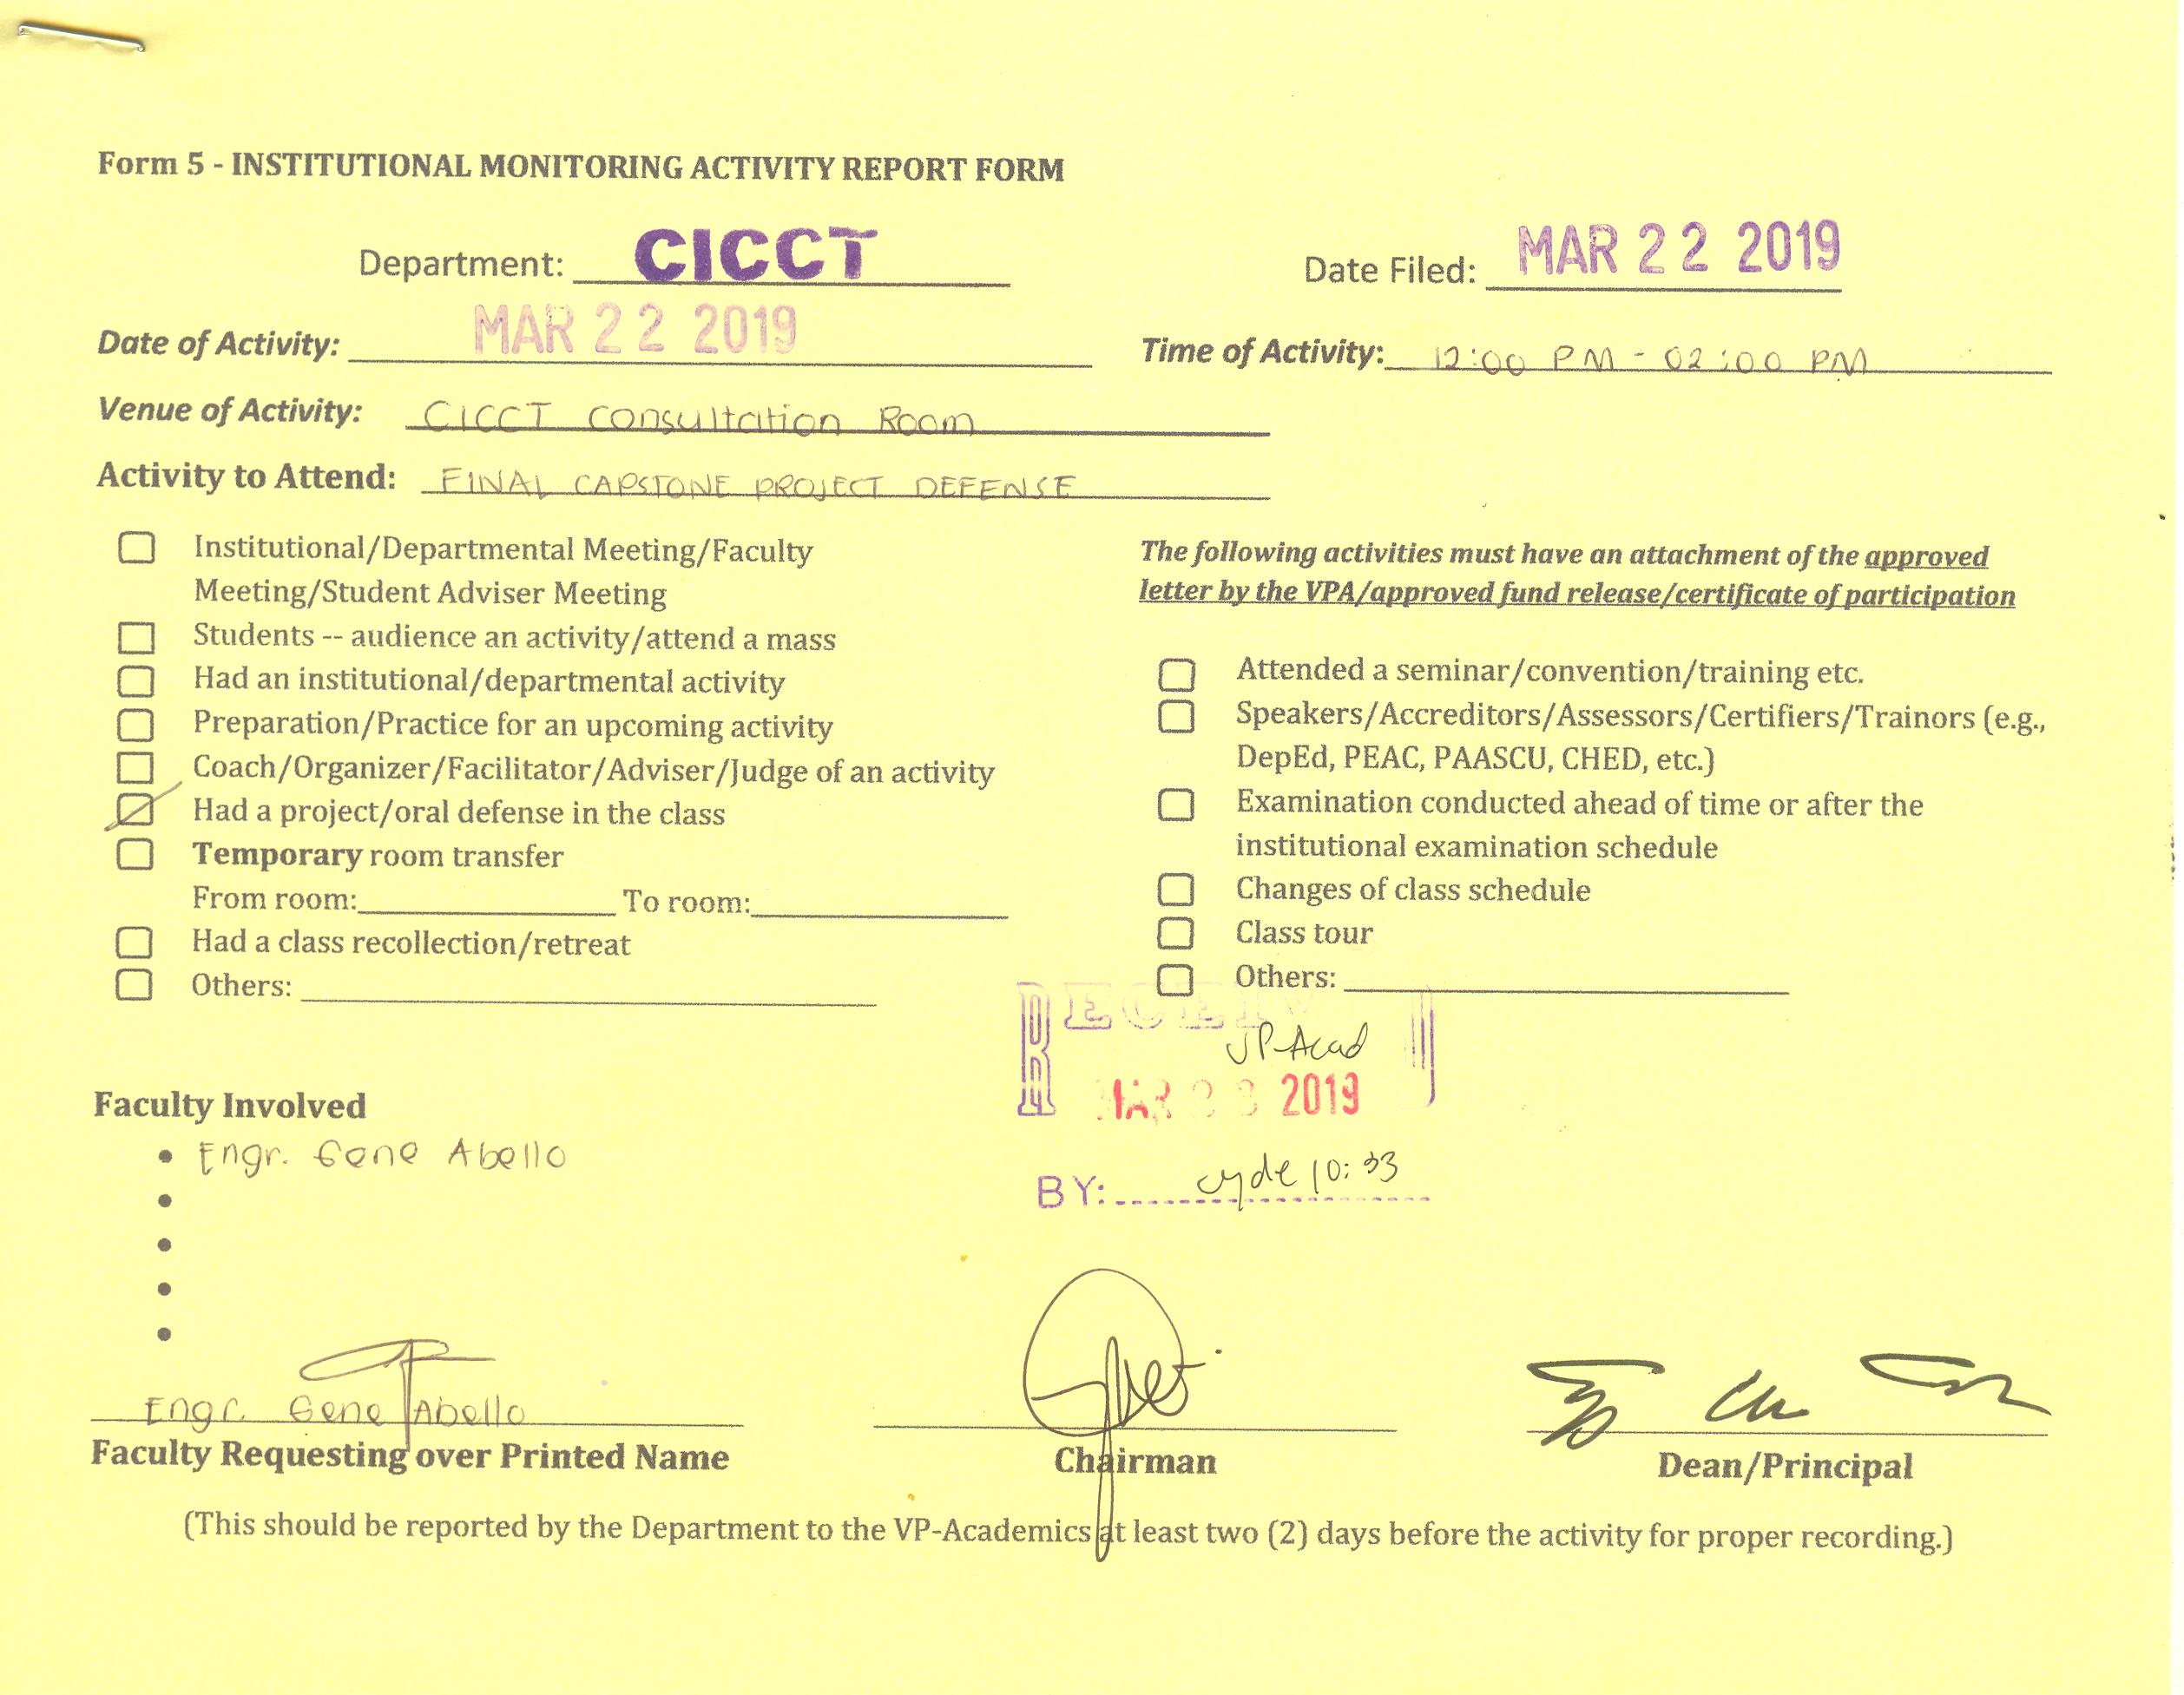 Form 5 - INSTITUTIONAL MONITORING ACTIVITY REPORT FORM
Department: CICCT
Date Filed: MAR 22 2019
Date of Activity: MAR 22 2019
Time of Activity: 12:00 PM - 02:00 PM
Venue of Activity: CICCT Consultation Room
Activity to Attend: FINAL CAPSTONE PROJECT DEFENSE
Institutional/Departmental Meeting/Faculty
Meeting/Student Adviser Meeting
Students -- audience an activity/attend a mass
Had an institutional/departmental activity
Preparation/Practice for an upcoming activity
Coach/Organizer/Facilitator/Adviser/Judge of an activity
Had a project/oral defense in the class
Temporary room transfer
From room: To room:
Had a class recollection/retreat
Others:
The following activities must have an attachment of the approved
letter by the VPA/approved fund release/certificate of participation
Attended a seminar/convention/training etc.
Speakers/Accreditors/Assessors/Certifiers/Trainors (e.g.,
DepEd, PEAC, PAASCU, CHED, etc.)
Examination conducted ahead of time or after the
institutional examination schedule
Changes of class schedule
Class tour
Others:
VP-Acad
MAR 2019
BY: 10:33
Faculty Involved
• Engr. Gene Abello
•
•
•
•
Engr. Gene Abello
Faculty Requesting over Printed Name
Chairman
Dean/Principal
(This should be reported by the Department to the VP-Academics at least two (2) days before the activity for proper recording.)